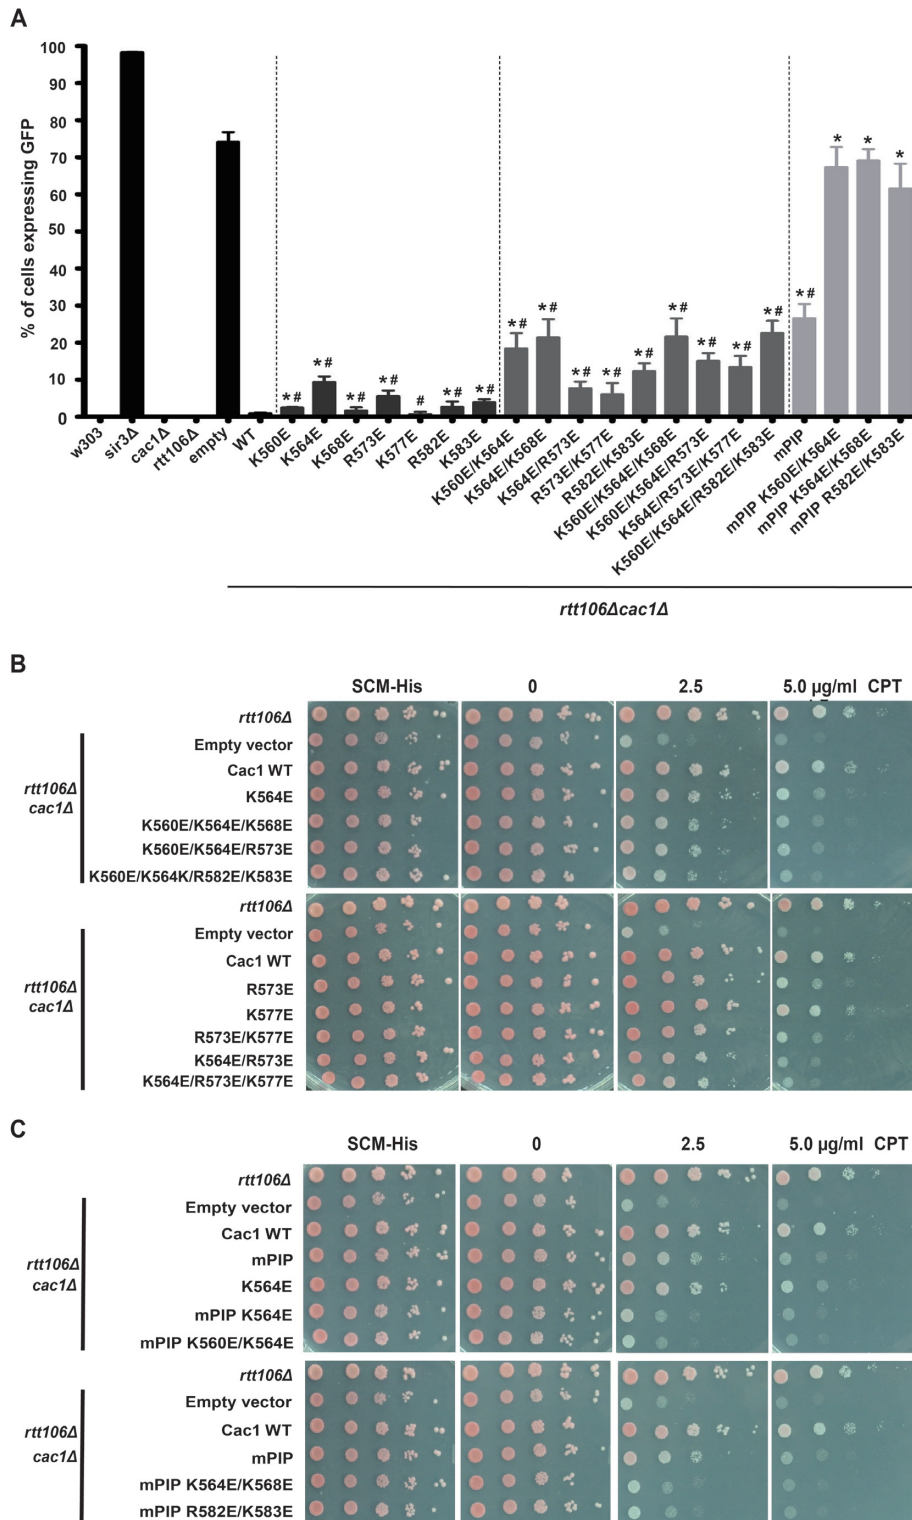 A
% of cells expressing GFP
100
90
80
70
60
50
40
30
20
10
0
* #
* #
* #
* #
#
* #
* #
* #
* #
* #
* #
* #
* #
* #
* #
* #
* #
*
*
*
w303
sir3Δ
cac1Δ
rtt106Δ
empty
WT
K560E
K564E
K568E
R573E
K577E
R582E
K583E
K560E/K564E
K564E/K568E
K564E/R573E
R573E/K577E
R582E/K583E
K560E/K564E/K568E
K560E/K564E/R573E
K564E/R573E/K577E
K560E/K564E/R582E/K583E
mPIP
mPIP K560E/K564E
mPIP K564E/K568E
mPIP R582E/K583E
rtt106Δcac1Δ
B
SCM-His 0 2.5 5.0 µg/ml CPT
rtt106Δ
Empty vector
Cac1 WT
K564E
K560E/K564E/K568E
K560E/K564E/R573E
K560E/K564K/R582E/K583E
rtt106Δ
cac1Δ
rtt106Δ
Empty vector
Cac1 WT
R573E
K577E
R573E/K577E
K564E/R573E
K564E/R573E/K577E
rtt106Δ
cac1Δ
C
SCM-His 0 2.5 5.0 µg/ml CPT
rtt106Δ
Empty vector
Cac1 WT
mPIP
K564E
mPIP K564E
mPIP K560E/K564E
rtt106Δ
cac1Δ
rtt106Δ
Empty vector
Cac1 WT
mPIP
mPIP K564E/K568E
mPIP R582E/K583E
rtt106Δ
cac1Δ